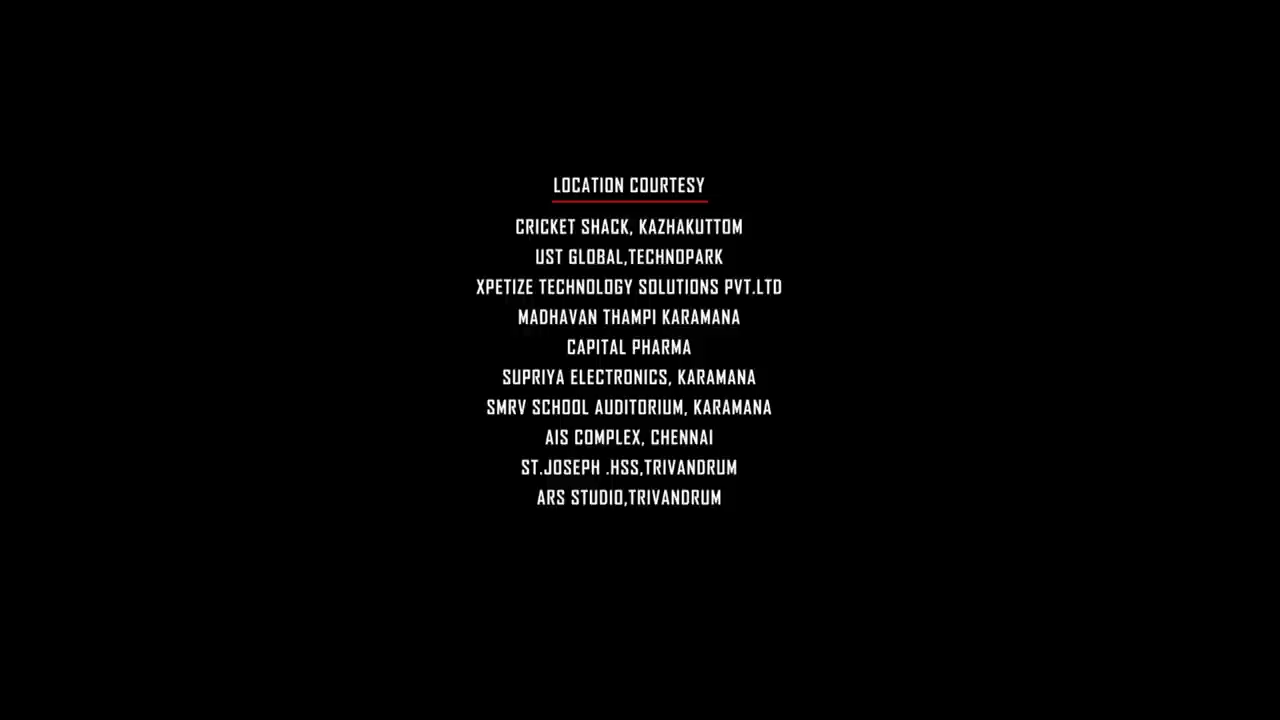 LOCATION COURTESY
CRICKET SHACK, KAZHAKUTTOM
UST GLOBAL,TECHNOPARK
XPETIZE TECHNOLOGY SOLUTIONS PVT.LTD
MADHAVAN THAMPI KARAMANA
CAPITAL PHARMA
SUPRIYA ELECTRONICS, KARAMANA
SMRV SCHOOL AUDITORIUM, KARAMANA
AIS COMPLEX, CHENNAI
ST.JOSEPH .HSS,TRIVANDRUM
ARS STUDIO,TRIVANDRUM